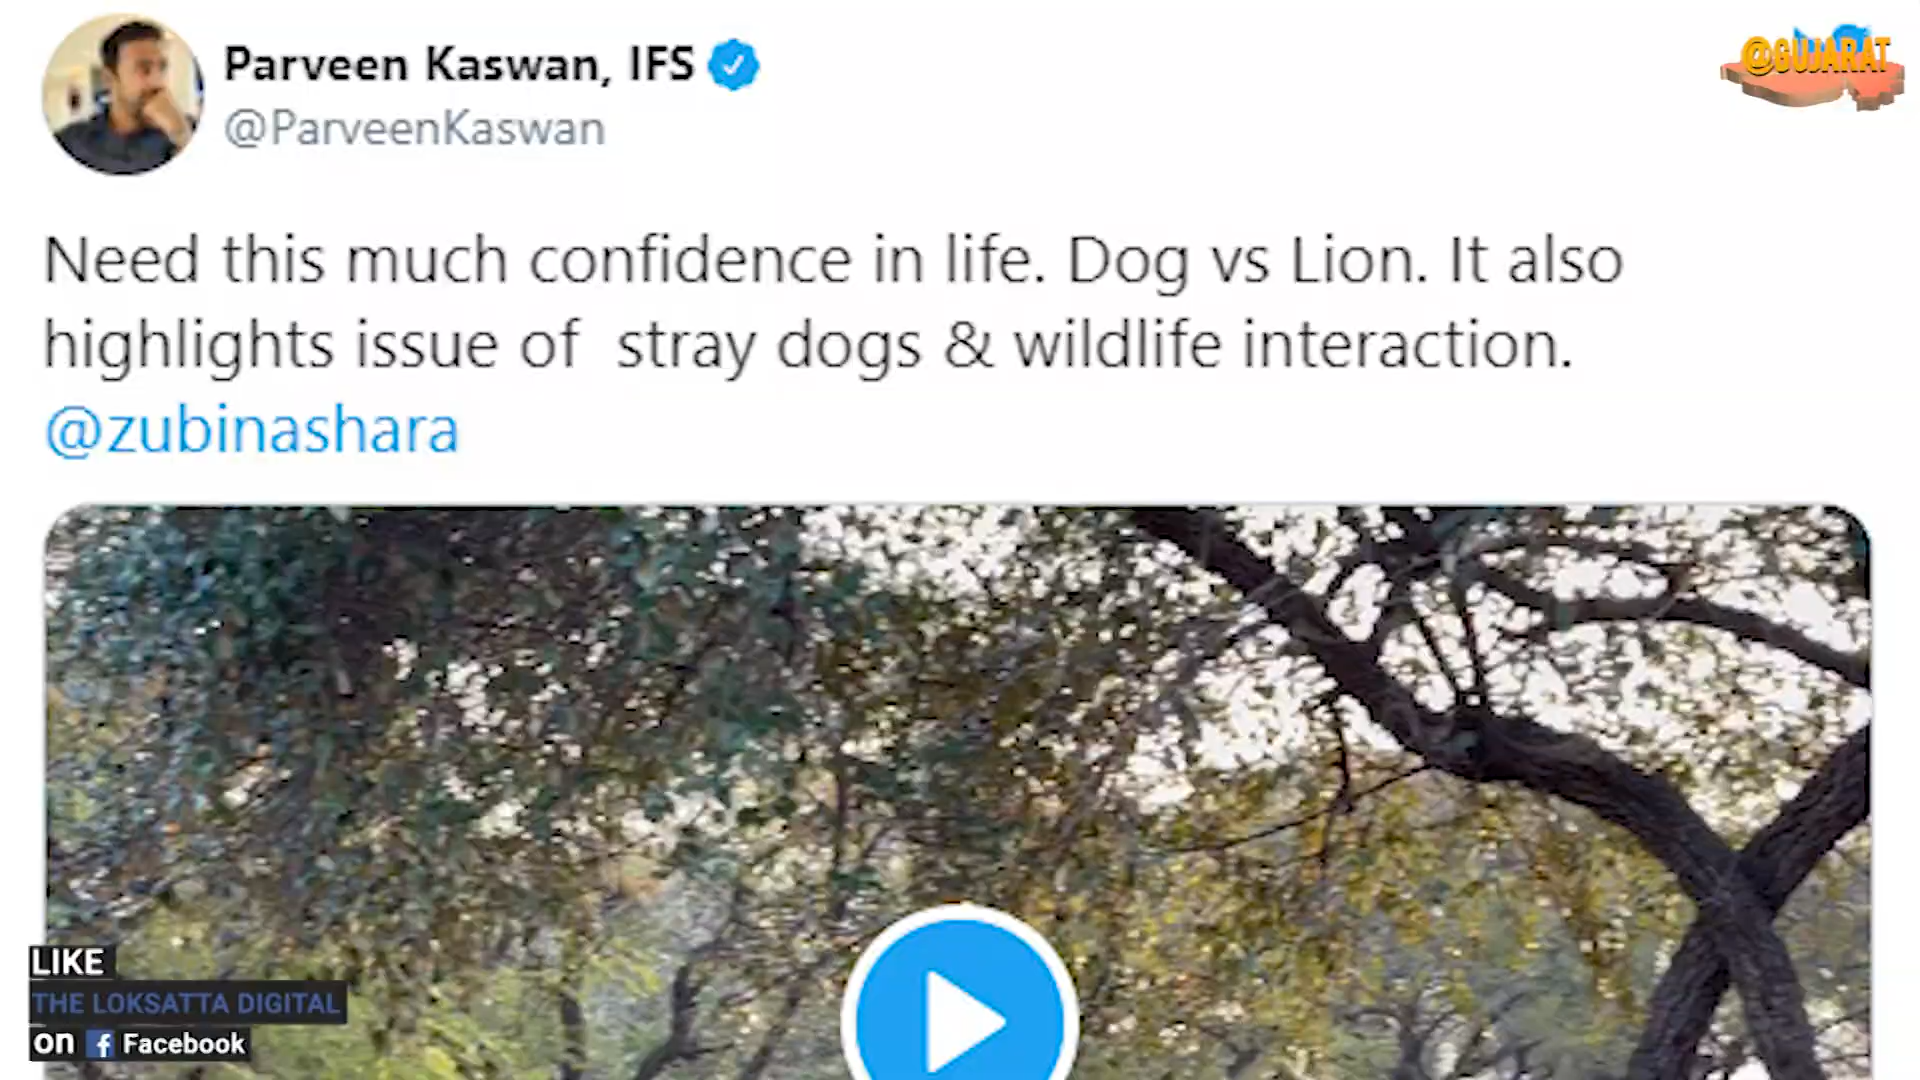 Parveen Kaswan, IFS
@ParveenKaswan
@GUJARAT
Need this much confidence in life. Dog vs Lion. It also
highlights issue of stray dogs & wildlife interaction.
@zubinashara
LIKE
THE LOKSATTA DIGITAL
on f Facebook